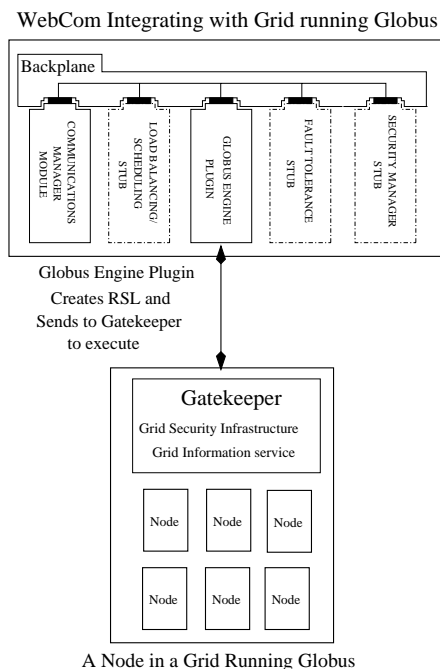 WebCom Integrating with Grid running Globus
Backplane
COMMUNICATIONS
MANAGER
MODULE
LOAD BALANCING/
SCHEDULING
STUB
GLOBUS ENGINE
PLUGIN
FAULT TOLERANCE
STUB
SECURITY MANAGER
STUB
Globus Engine Plugin
Creates RSL and
Sends to Gatekeeper
to execute
Gatekeeper
Grid Security Infrastructure
Grid Information service
Node
Node
Node
Node
Node
Node
A Node in a Grid Running Globus